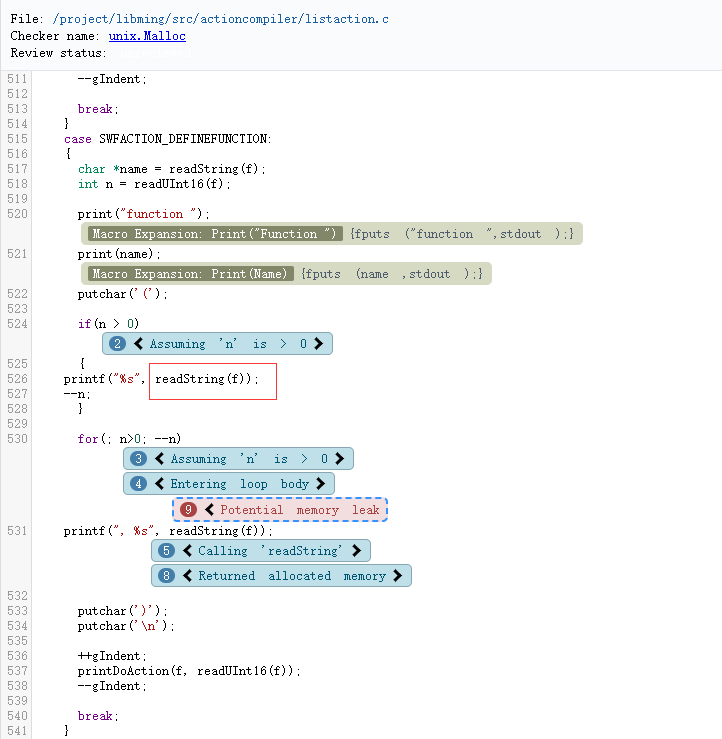 File: /project/libming/src/actioncompiler/listaction.c
Checker name: unix.Malloc
Review status:
511 --gIndent;
512
513 break;
514 }
515 case SWFACTION_DEFINEFUNCTION:
516 {
517 char *name = readString(f);
518 int n = readUInt16(f);
519
520 print("function ");
Macro Expansion: Print("Function ") {fputs ("function ",stdout );}
521 print(name);
Macro Expansion: Print(Name) {fputs (name ,stdout );}
522 putchar('(');
523
524 if(n > 0)
2 Assuming 'n' is > 0
525 {
526 printf("%s", readString(f));
527 --n;
528 }
529
530 for(; n>0; --n)
3 Assuming 'n' is > 0
4 Entering loop body
9 Potential memory leak
531 printf(", %s", readString(f));
5 Calling 'readString'
8 Returned allocated memory
532
533 putchar(')');
534 putchar('\n');
535
536 ++gIndent;
537 printDoAction(f, readUInt16(f));
538 --gIndent;
539
540 break;
541 }